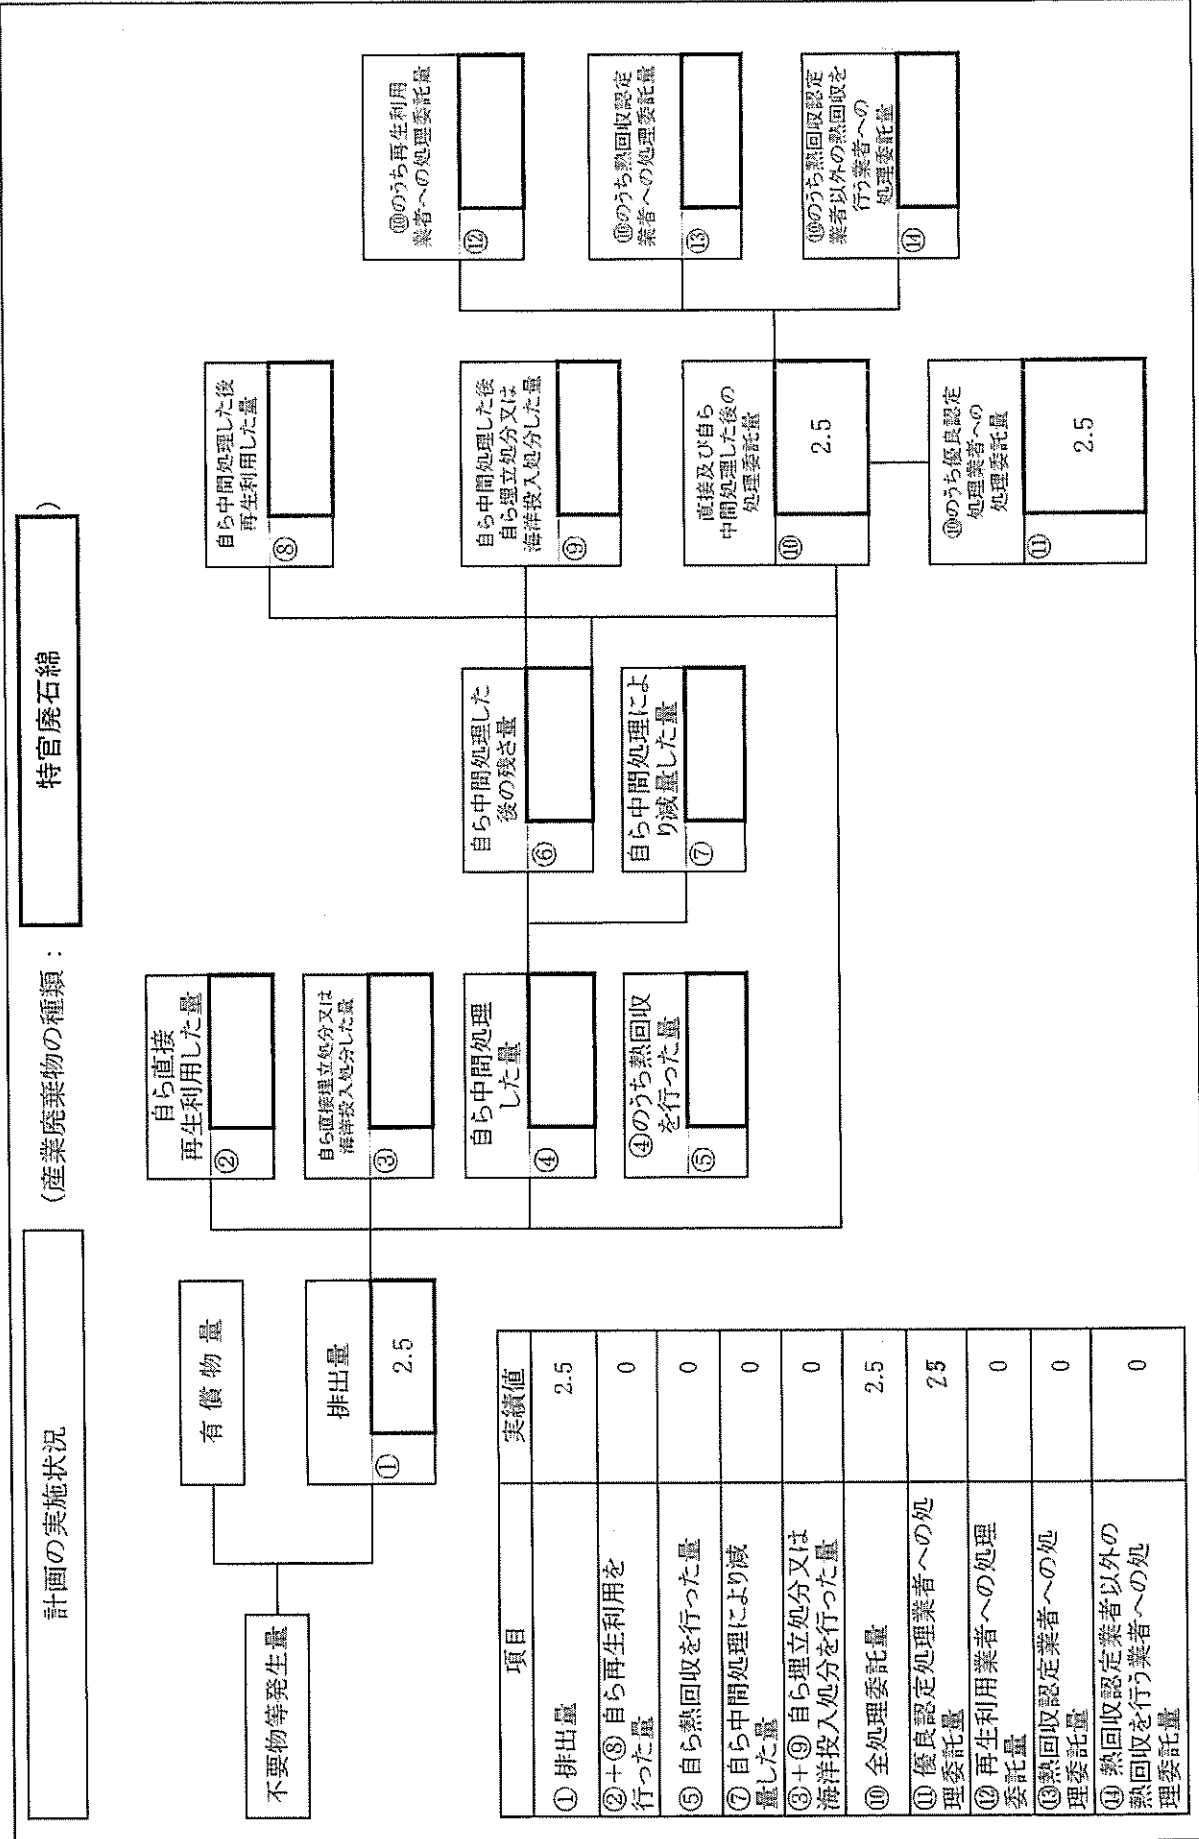 計画の実施状況
(産業廃棄物の種類：
特官廃石綿
)
不要物等発生量
有 償 物 量
排出量
①
2.5
自ら直接
再生利用した量
②
自ら直接埋立処分又は
海洋投入処分した量
③
自ら中間処理
した量
④
④のうち熱回収
を行った量
⑤
自ら中間処理した
後の残さ量
⑥
自ら中間処理によ
り減量した量
⑦
自ら中間処理した後
再生利用した量
⑧
自ら中間処理した後
自ら埋立処分又は
海洋投入処分した量
⑨
直接及び自ら
中間処理した後の
処理委託量
⑩
2.5
⑩のうち優良認定
処理業者への
処理委託量
⑪
2.5
⑩のうち再生利用
業者への処理委託量
⑫
⑩のうち熱回収認定
業者への処理委託量
⑬
⑩のうち熱回収認定
業者以外の熱回収を
行う業者への
処理委託量
⑭
項目 実績値
① 排出量 2.5
②+⑧ 自ら再生利用を
行った量 0
⑤ 自ら熱回収を行った量 0
⑦ 自ら中間処理により減
量した量 0
③+⑨ 自ら埋立処分又は
海洋投入処分を行った量 0
⑩ 全処理委託量 2.5
⑪ 優良認定処理業者への処
理委託量
⑫ 再生利用業者への処理
委託量 0
⑬熱回収認定業者への処
理委託量 0
⑭ 熱回収認定業者以外の
熱回収を行う業者への処
理委託量 0